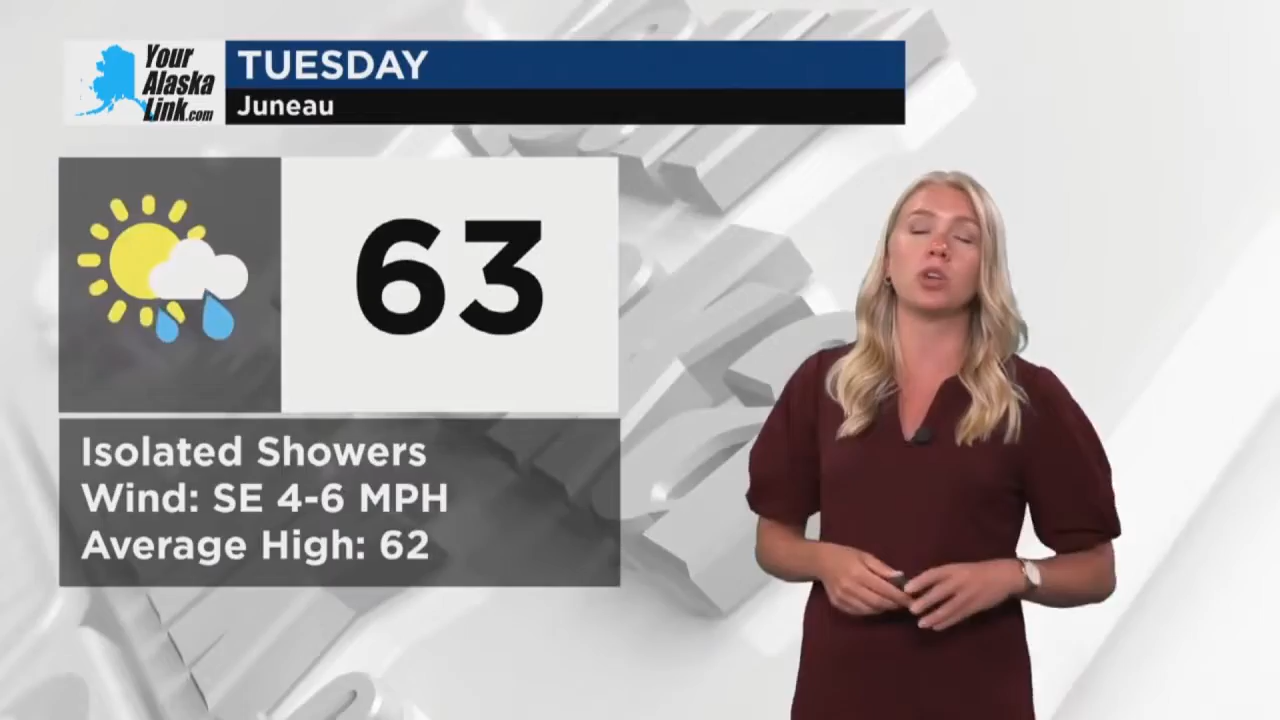 Your
Alaska
Link.com
TUESDAY
Juneau
63
Isolated Showers
Wind: SE 4-6 MPH
Average High: 62